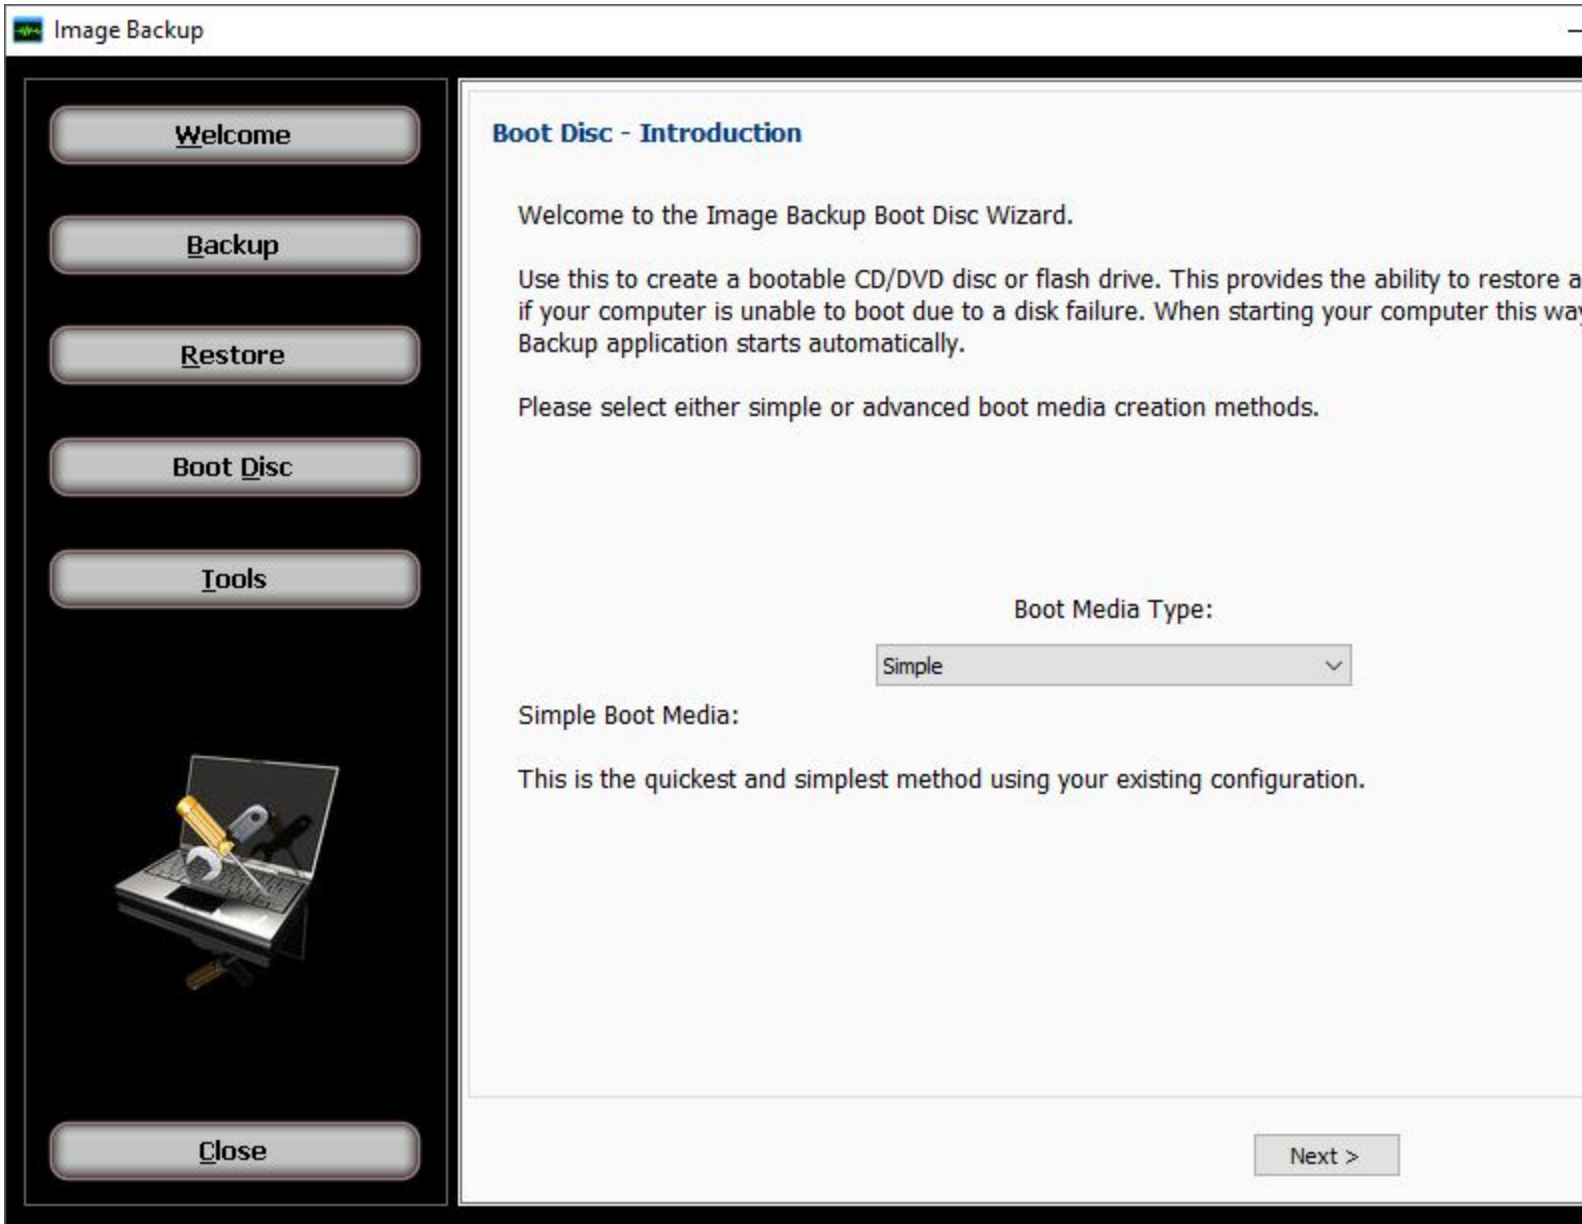 Image Backup
Welcome
Backup
Restore
Boot Disc
Tools
Close
Boot Disc - Introduction
Welcome to the Image Backup Boot Disc Wizard.
Use this to create a bootable CD/DVD disc or flash drive. This provides the ability to restore a
if your computer is unable to boot due to a disk failure. When starting your computer this way
Backup application starts automatically.
Please select either simple or advanced boot media creation methods.
Boot Media Type:
Simple
Simple Boot Media:
This is the quickest and simplest method using your existing configuration.
Next >